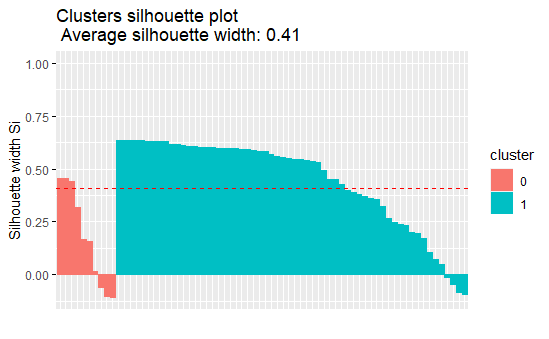 Clusters silhouette plot
Average silhouette width: 0.41
Silhouette width Si
1.00
0.75
0.50
0.25
0.00
cluster
0
1